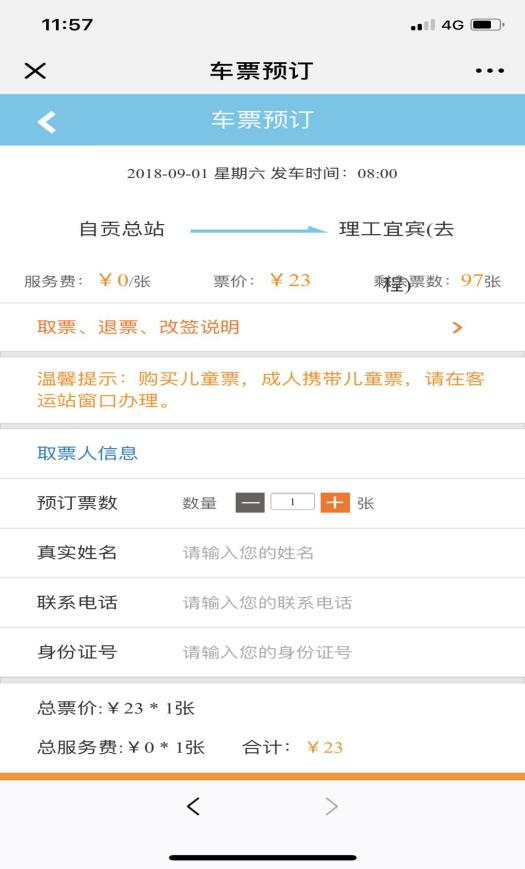 11:57
4G
车票预订
车票预订
2018-09-01 星期六 发车时间：08:00
自贡总站
理工宜宾(去
程)
服务费：￥0/张
票价：￥23
剩余票数：97张
取票、退票、改签说明
温馨提示：购买儿童票，成人携带儿童票，请在客
运站窗口办理。
取票人信息
预订票数 数量 1 张
真实姓名 请输入您的姓名
联系电话 请输入您的联系电话
身份证号 请输入您的身份证号
总票价:￥23 * 1张
总服务费:￥0 * 1张 合计：￥23